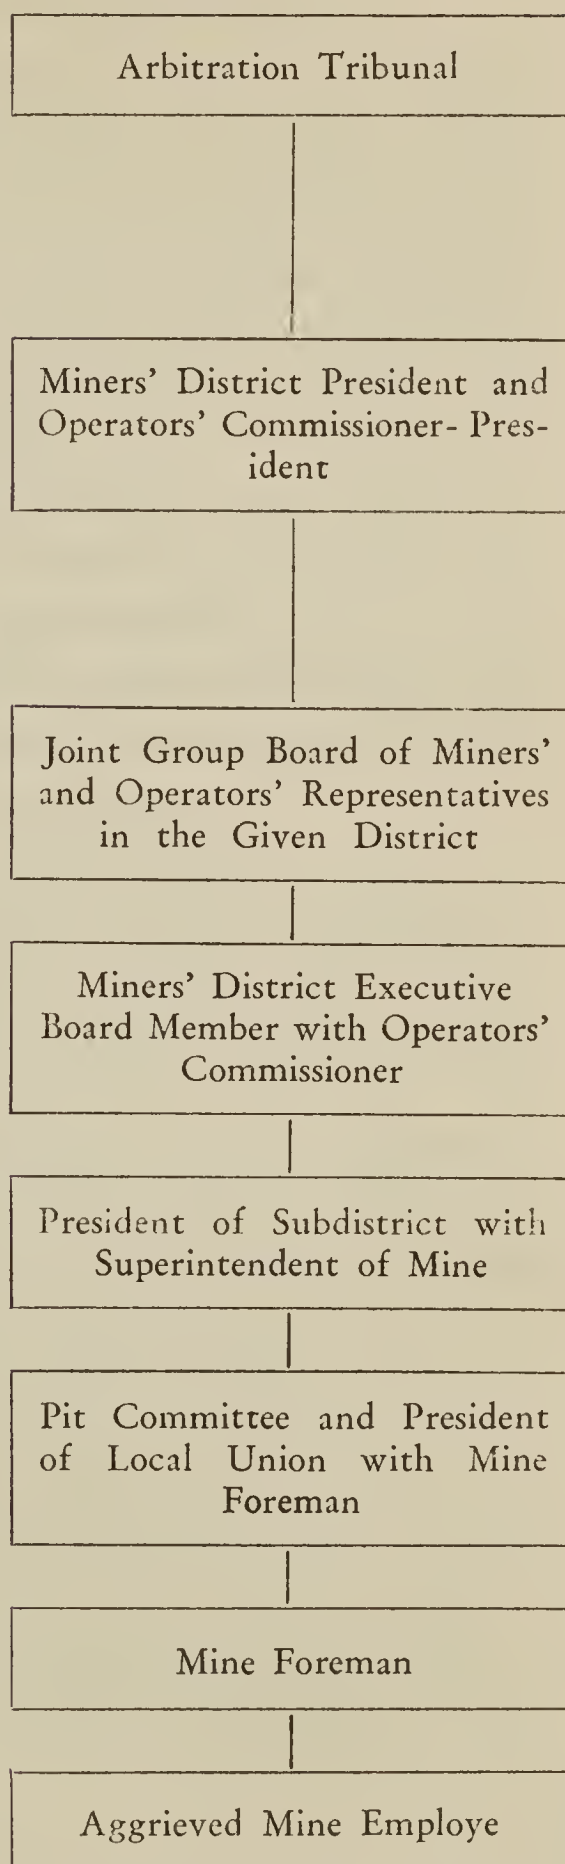 Arbitration Tribunal
Miners' District President and
Operators' Commissioner- Pres-
ident
Joint Group Board of Miners'
and Operators' Representatives
in the Given District
Miners' District Executive
Board Member with Operators'
Commissioner
President of Subdistrict with
Superintendent of Mine
Pit Committee and President
of Local Union with Mine
Foreman
Mine Foreman
Aggrieved Mine Employe